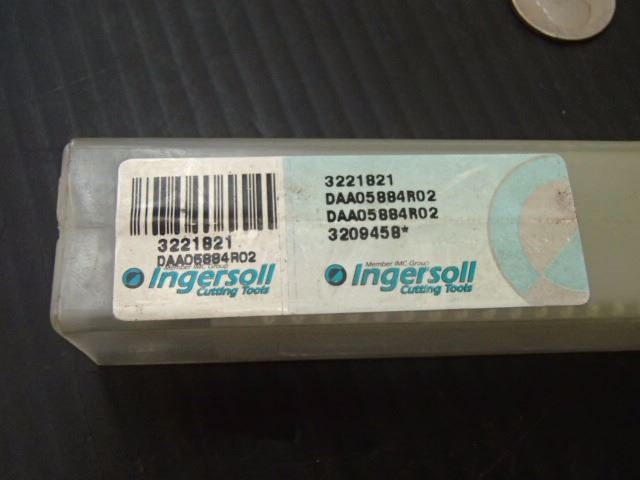 3221821
DAA05884R02
Member IMC Group
Ingersoll
Cutting Tools
3221821
DAA05884R02
DAA05884R02
3209458*
Member IMC Group
Ingersoll
Cutting Tools